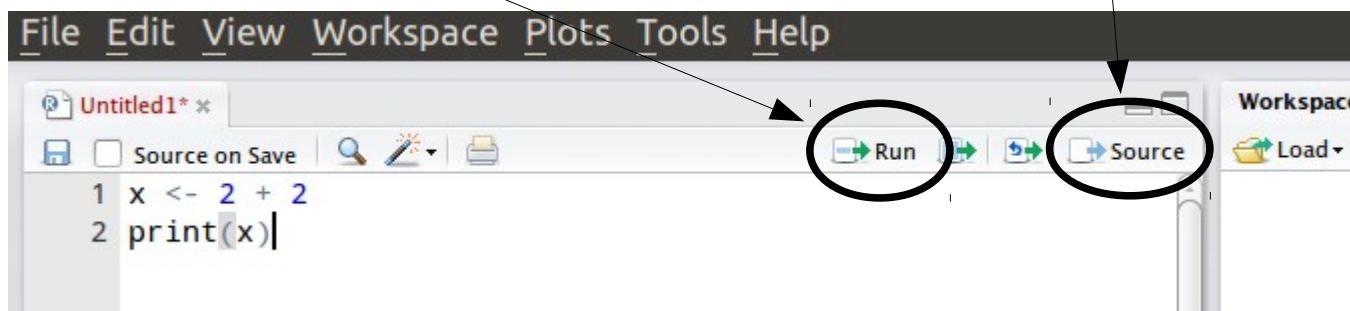 File Edit View Workspace Plots Tools Help
Untitled1*
Workspac
Source on Save Run Source Load
1 x <- 2 + 2
2 print(x)